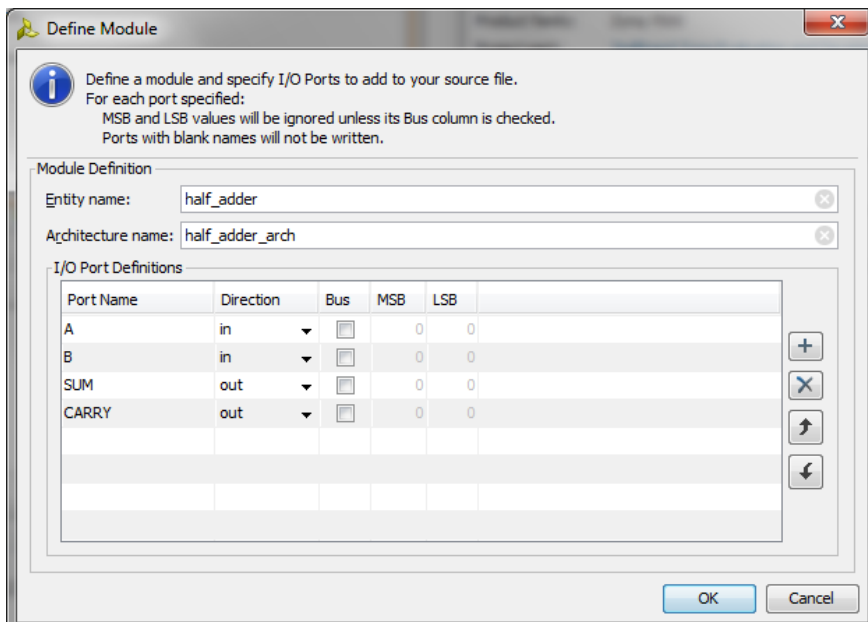 Define Module
Define a module and specify I/O Ports to add to your source file.
For each port specified:
MSB and LSB values will be ignored unless its Bus column is checked.
Ports with blank names will not be written.
Module Definition
Entity name: half_adder
Architecture name: half_adder_arch
I/O Port Definitions
Port Name Direction Bus MSB LSB
A in 0 0
B in 0 0
SUM out 0 0
CARRY out 0 0
OK Cancel